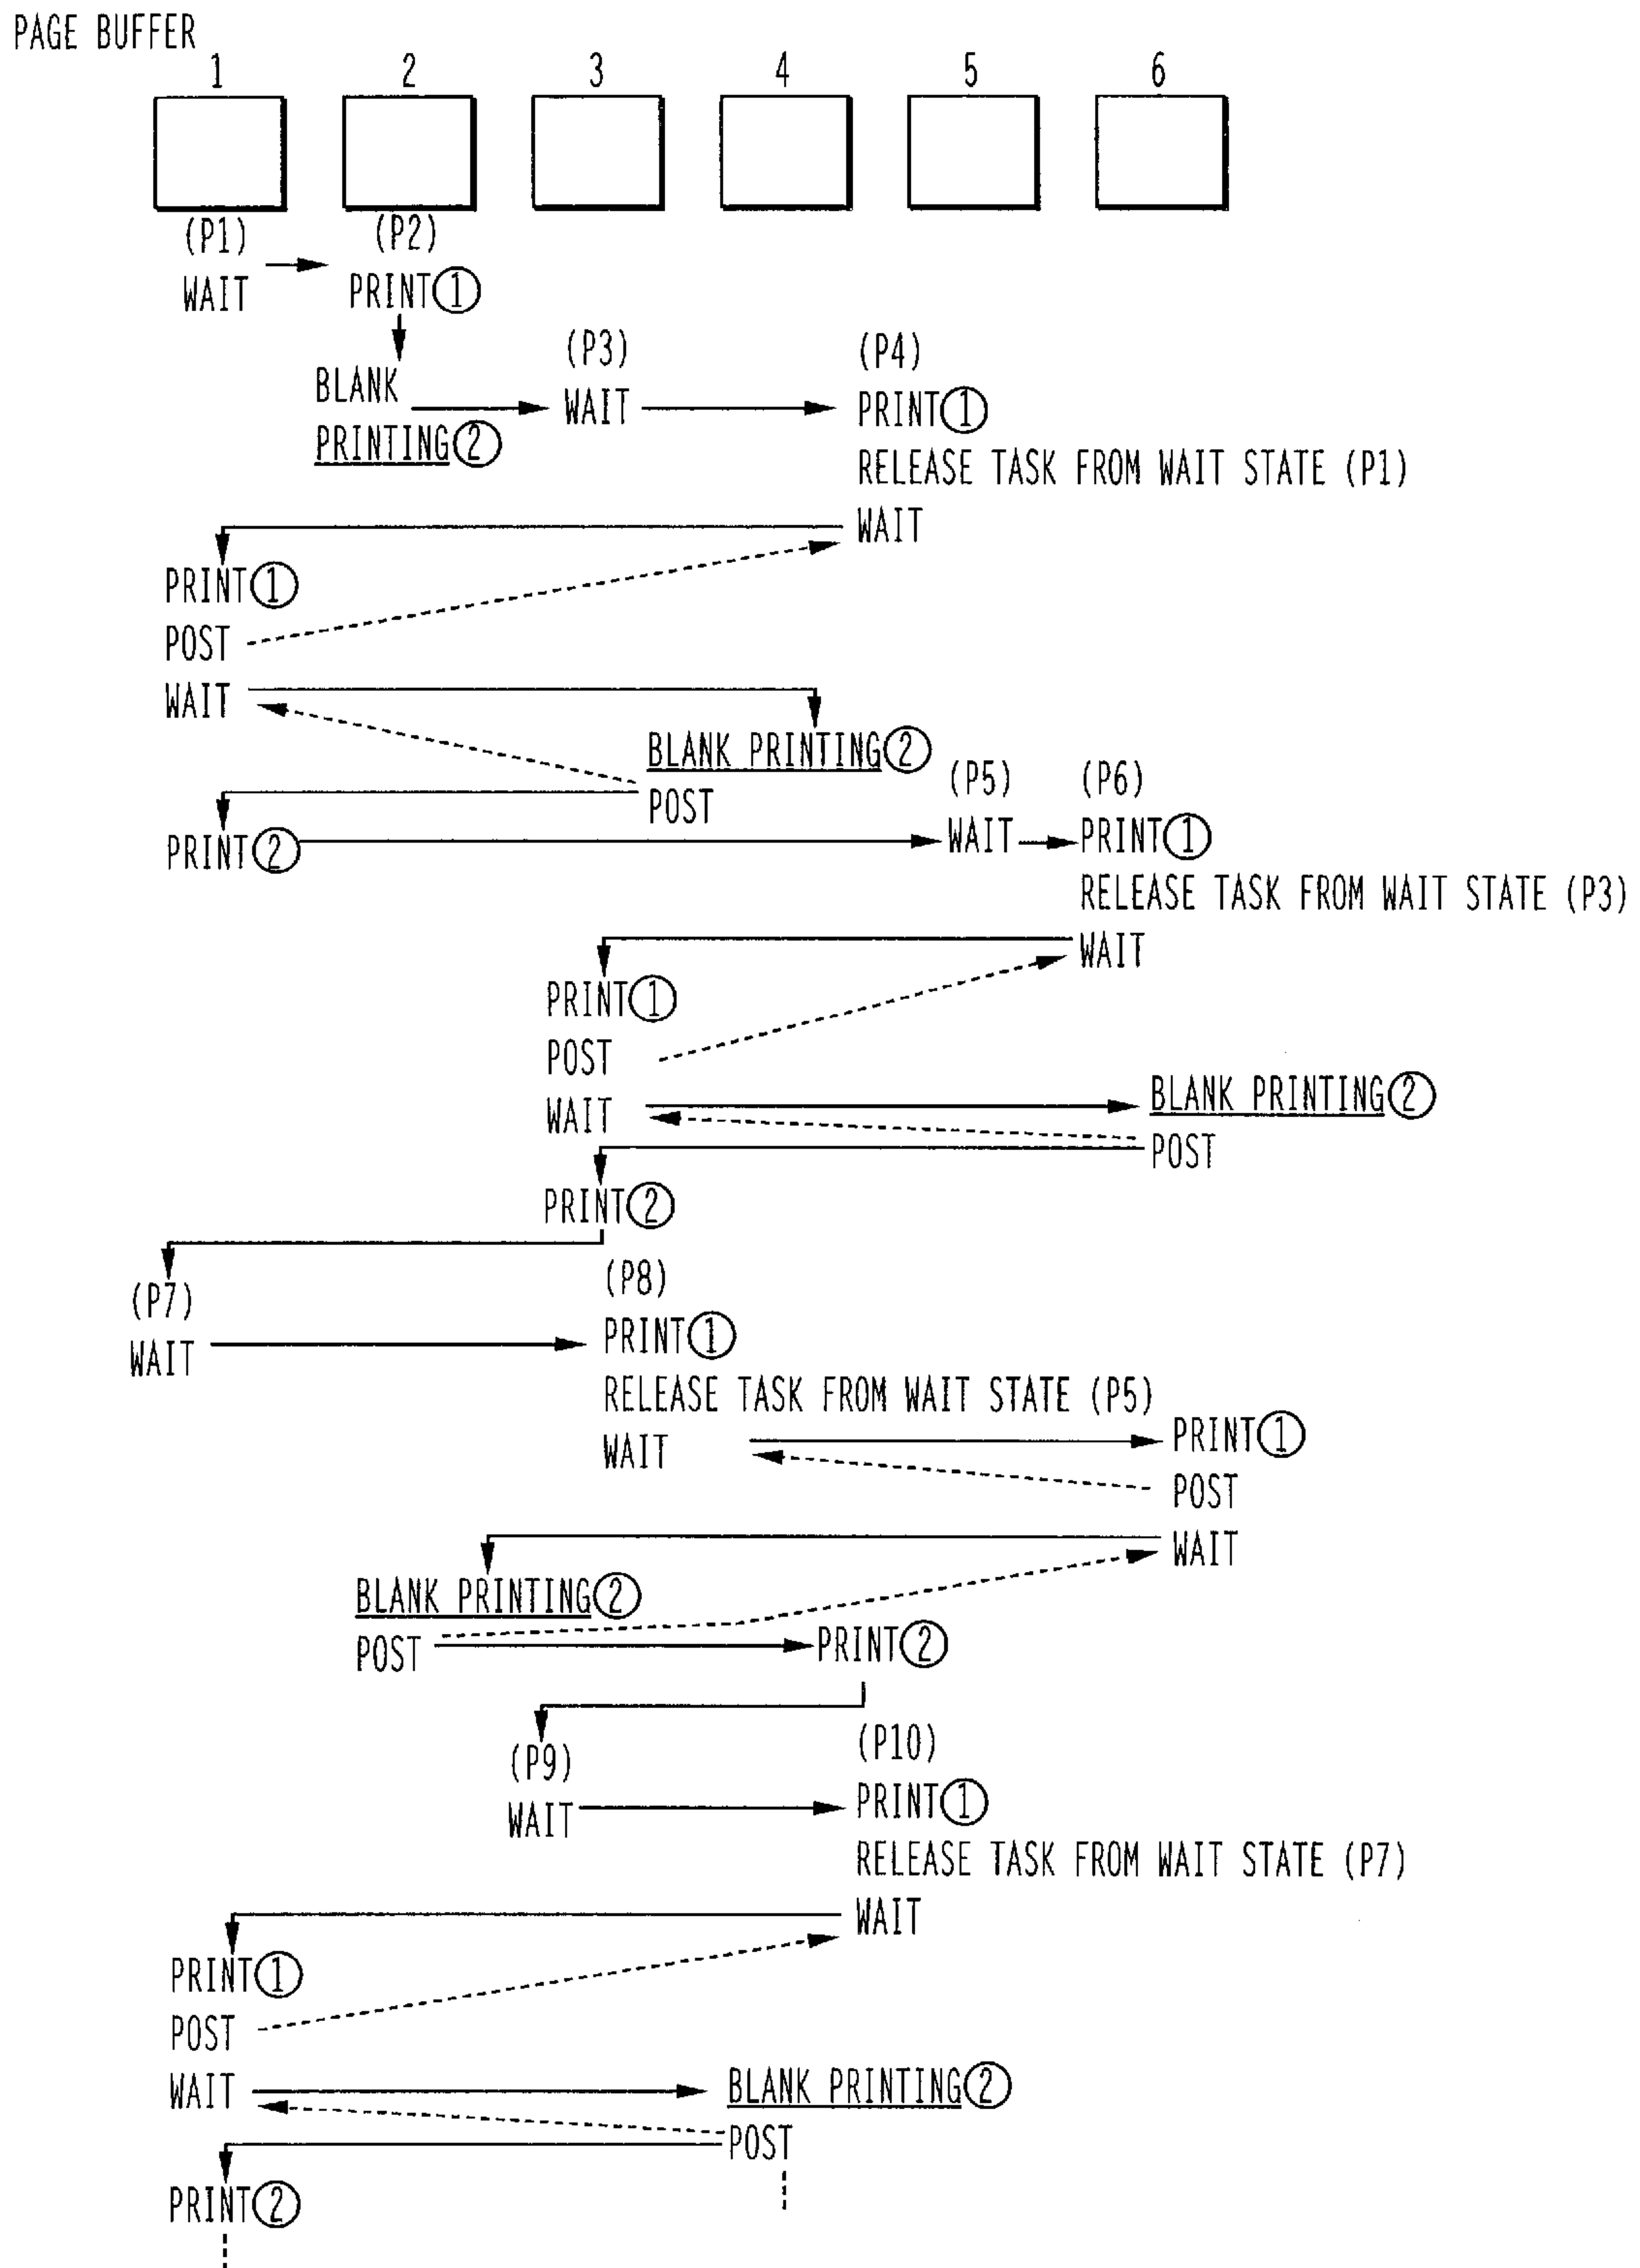 PAGE BUFFER
1 2 3 4 5 6
(P1) (P2)
WAIT PRINT①
BLANK
PRINTING②
(P3) (P4)
WAIT PRINT①
RELEASE TASK FROM WAIT STATE (P1)
WAIT
PRINT①
POST
WAIT
BLANK PRINTING②
POST
(P5) (P6)
PRINT② WAIT PRINT①
RELEASE TASK FROM WAIT STATE (P3)
WAIT
PRINT①
POST
WAIT
BLANK PRINTING②
POST
PRINT②
(P7) (P8)
WAIT PRINT①
RELEASE TASK FROM WAIT STATE (P5)
WAIT PRINT①
POST
WAIT
BLANK PRINTING②
POST PRINT②
(P9) (P10)
WAIT PRINT①
RELEASE TASK FROM WAIT STATE (P7)
WAIT
PRINT①
POST
WAIT BLANK PRINTING②
POST
PRINT②